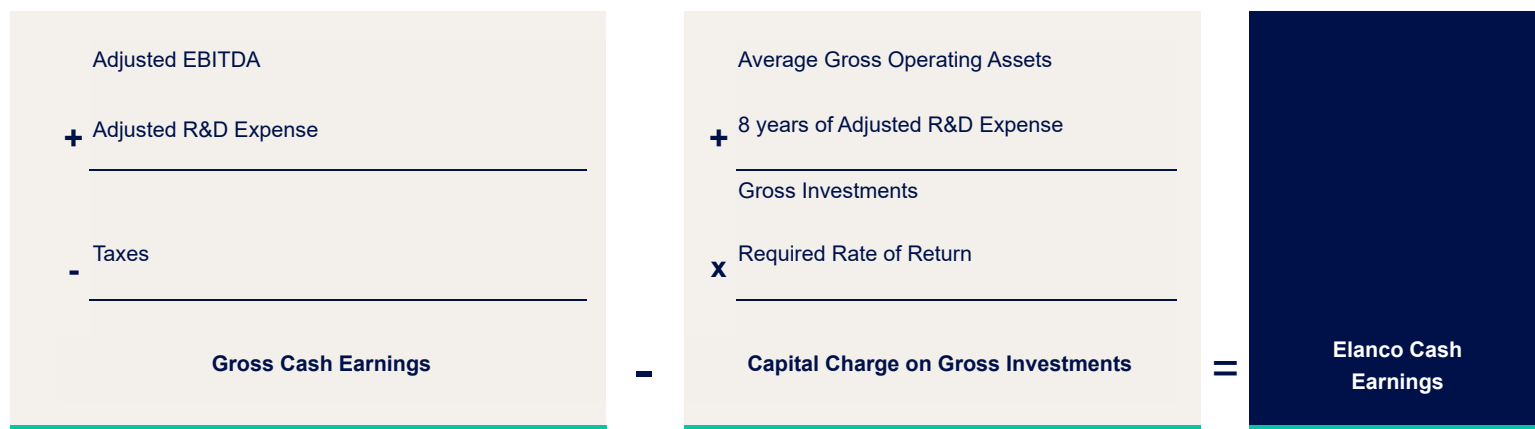 Adjusted EBITDA
+ Adjusted R&D Expense
- Taxes
Gross Cash Earnings
-
Average Gross Operating Assets
+ 8 years of Adjusted R&D Expense
Gross Investments
x Required Rate of Return
Capital Charge on Gross Investments
=
Elanco Cash
Earnings